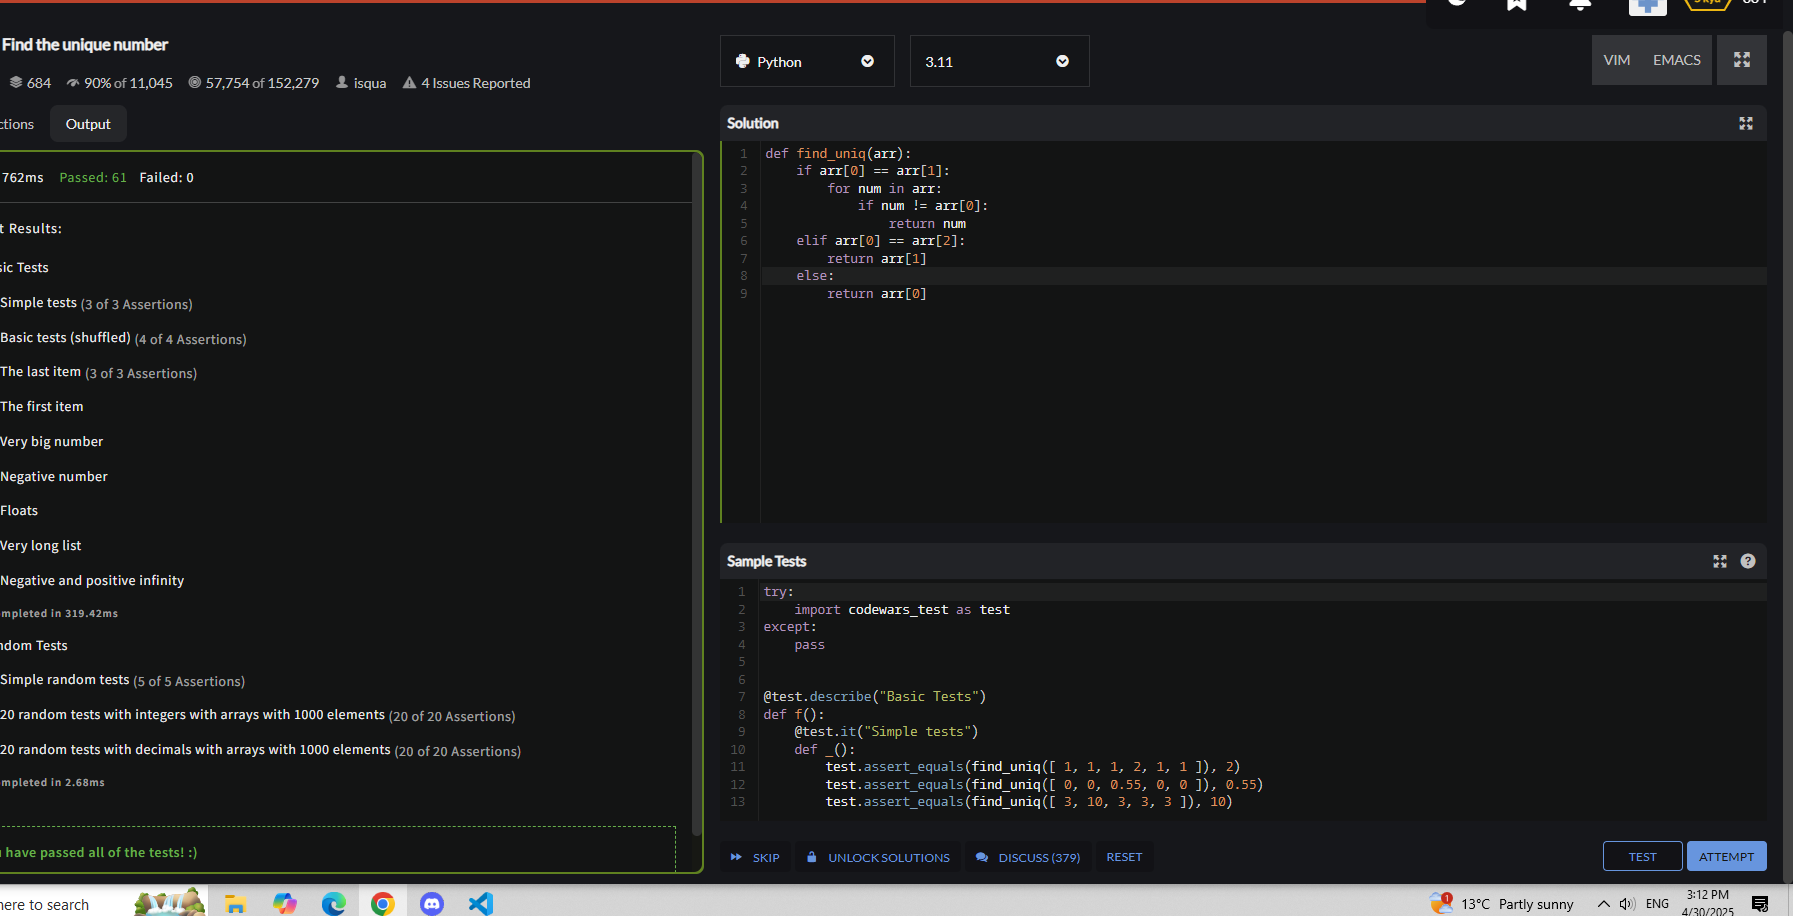 Find the unique number
684 90% of 11,045 57,754 of 152,279 isqua 4 Issues Reported
ctions Output
762ms Passed: 61 Failed: 0
t Results:
sic Tests
Simple tests (3 of 3 Assertions)
Basic tests (shuffled) (4 of 4 Assertions)
The last item (3 of 3 Assertions)
The first item
Very big number
Negative number
Floats
Very long list
Negative and positive infinity
mpleted in 319.42ms
ndom Tests
Simple random tests (5 of 5 Assertions)
20 random tests with integers with arrays with 1000 elements (20 of 20 Assertions)
20 random tests with decimals with arrays with 1000 elements (20 of 20 Assertions)
mpleted in 2.68ms
have passed all of the tests! :)
Python 3.11 VIM EMACS
Solution
1 def find_uniq(arr):
2 if arr[0] == arr[1]:
3 for num in arr:
4 if num != arr[0]:
5 return num
6 elif arr[0] == arr[2]:
7 return arr[1]
8 else:
9 return arr[0]
Sample Tests
1 try:
2 import codewars_test as test
3 except:
4 pass
5
6
7 @test.describe("Basic Tests")
8 def f():
9 @test.it("Simple tests")
10 def _():
11 test.assert_equals(find_uniq([ 1, 1, 1, 2, 1, 1 ]), 2)
12 test.assert_equals(find_uniq([ 0, 0, 0.55, 0, 0 ]), 0.55)
13 test.assert_equals(find_uniq([ 3, 10, 3, 3, 3 ]), 10)
SKIP UNLOCK SOLUTIONS DISCUSS (379) RESET TEST ATTEMPT
here to search 1 13°C Partly sunny ENG 3:12 PM
4/30/2025